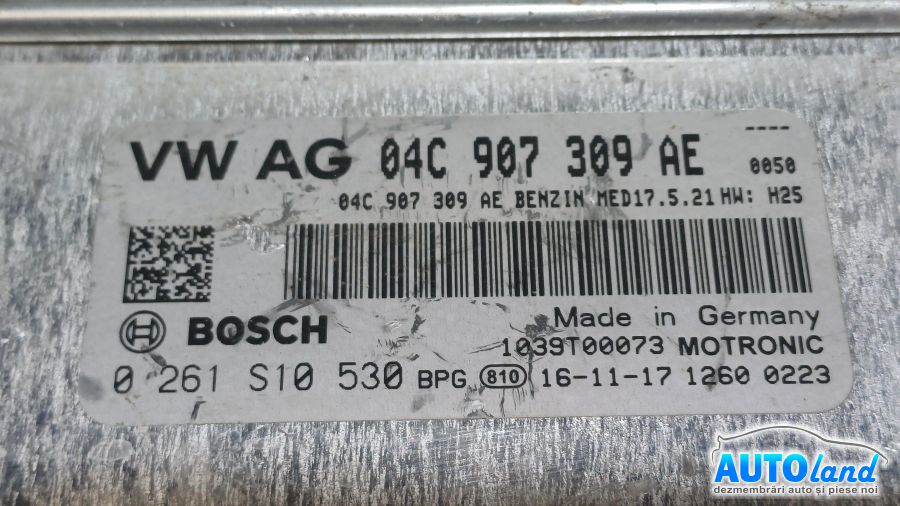 VW AG 04C 907 309 AE ----
0050
04C 907 309 AE BENZIN MED17.5.21 HW: H25
BOSCH
Made in Germany
1039T00073 MOTRONIC
0 261 S10 530 BPG 810 16-11-17 1260 0223
AUTOland
dezmembrări auto și piese noi